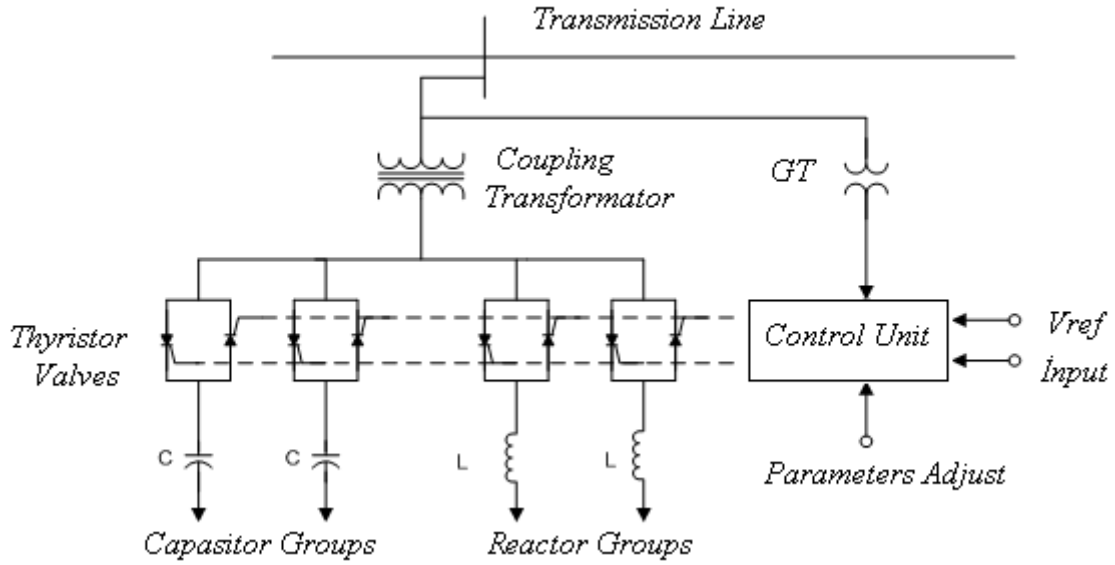 Transmission Line
Coupling
Transformator
GT
Thyristor
Valves
Control Unit
Vref
Input
C
C
L
L
Parameters Adjust
Capasitor Groups
Reactor Groups